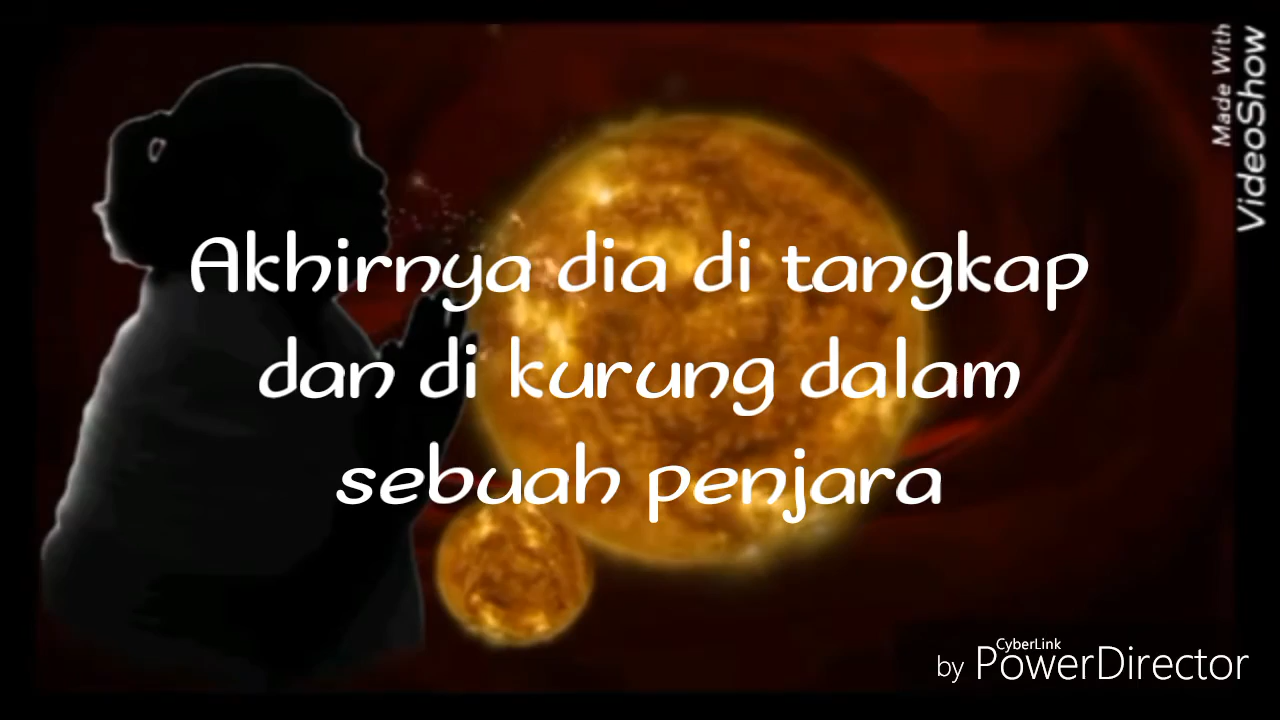 Akhirnya dia di tangkap
dan di kurung dalam
sebuah penjara
Made With
VideoShow
CyberLink
by PowerDirector